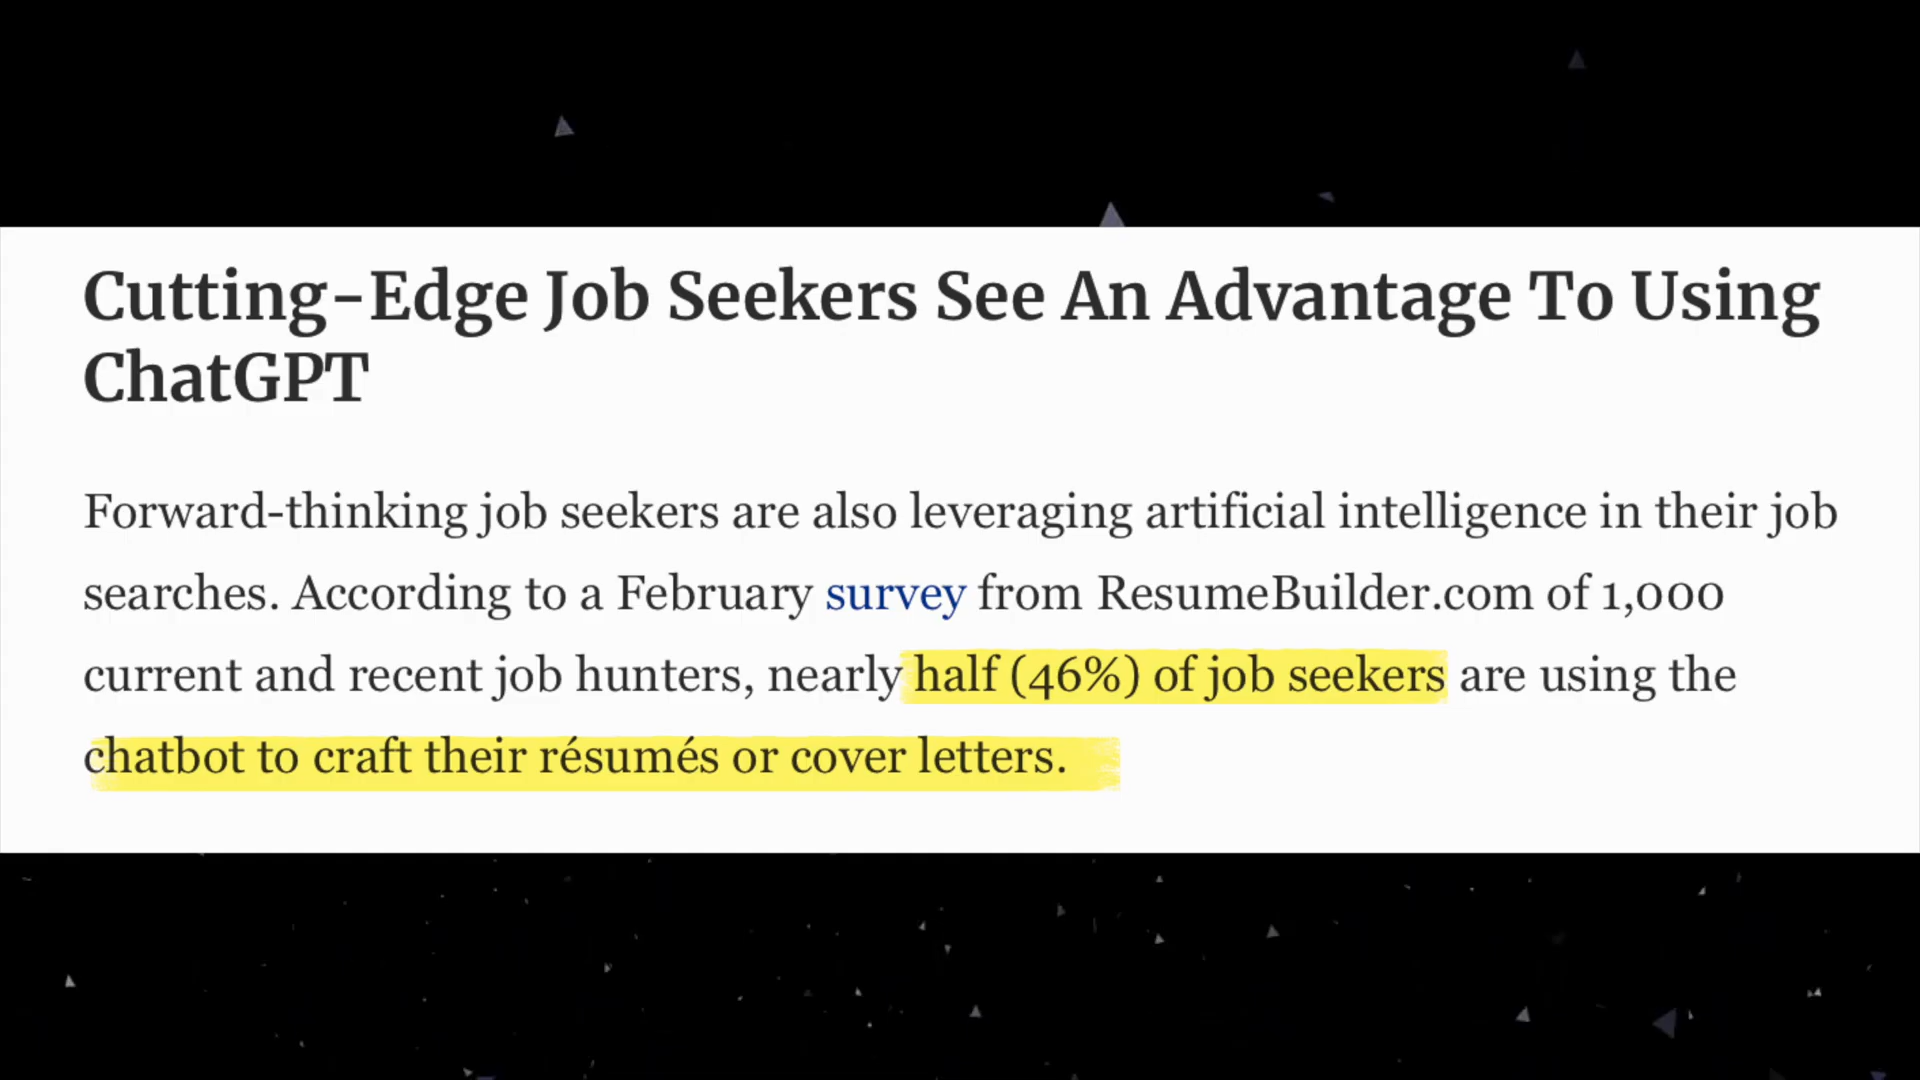 Cutting-Edge Job Seekers See An Advantage To Using
ChatGPT
Forward-thinking job seekers are also leveraging artificial intelligence in their job
searches. According to a February survey from ResumeBuilder.com of 1,000
current and recent job hunters, nearly half (46%) of job seekers are using the
chatbot to craft their résumés or cover letters.